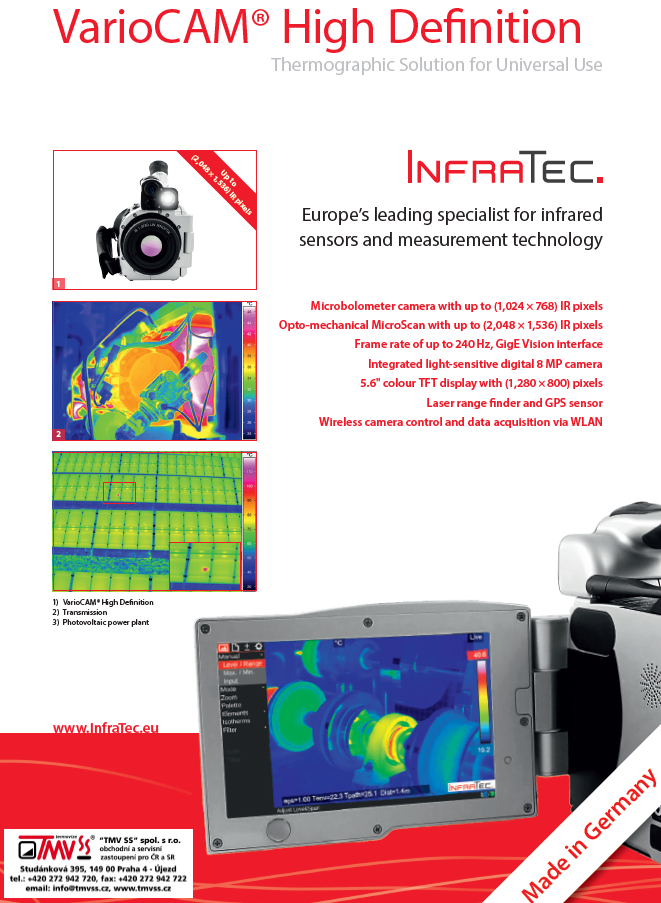 VarioCAM® High Definition
Thermographic Solution for Universal Use
Up to
(2,048 × 1,536) IR pixels
1
2
INFRATEC.
Europe's leading specialist for infrared
sensors and measurement technology
Microbolometer camera with up to (1,024 × 768) IR pixels
Opto-mechanical MicroScan with up to (2,048 × 1,536) IR pixels
Frame rate of up to 240 Hz, GigE Vision interface
Integrated light-sensitive digital 8 MP camera
5.6" colour TFT display with (1,280 × 800) pixels
Laser range finder and GPS sensor
Wireless camera control and data acquisition via WLAN
1) VarioCAM® High Definition
2) Transmission
3) Photovoltaic power plant
°C
Live
Manual
Level / Range
Max. / Min.
Input
Mode
Zoom
Palette
Elements
Isotherms
Filter
40.6
15.2
eps=1.00 Tenv=22.3 Tpath=25.1 Dist=1.4m
INFRATEC
Adjust Level/Span
www.InfraTec.eu
Made in Germany
TMV SS®
"TMV SS" spol. s r.o.
obchodní a servisní
zastoupení pro ČR a SR
Studánková 395, 149 00 Praha 4 - Újezd
tel.: +420 272 942 720, fax: +420 272 942 722
email: info@tmvss.cz, www.tmvss.cz